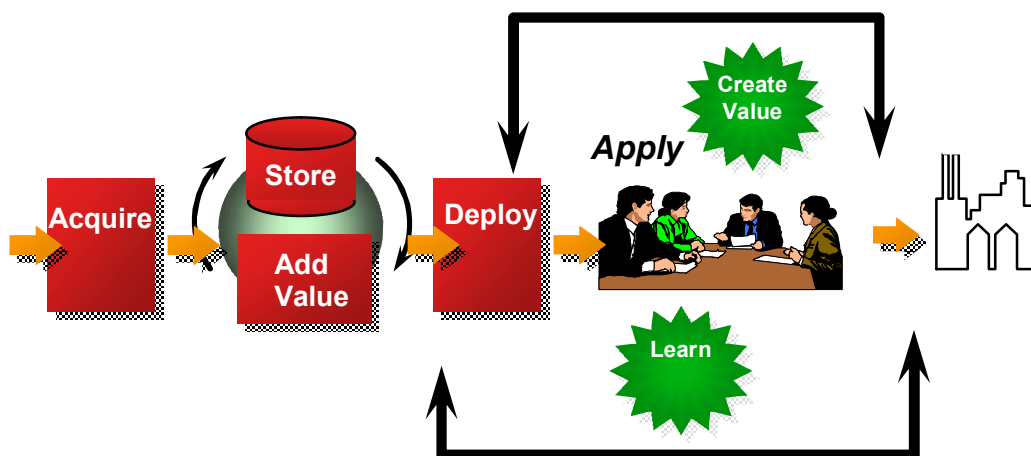 Acquire
Store
Add
Value
Deploy
Apply
Create
Value
Learn